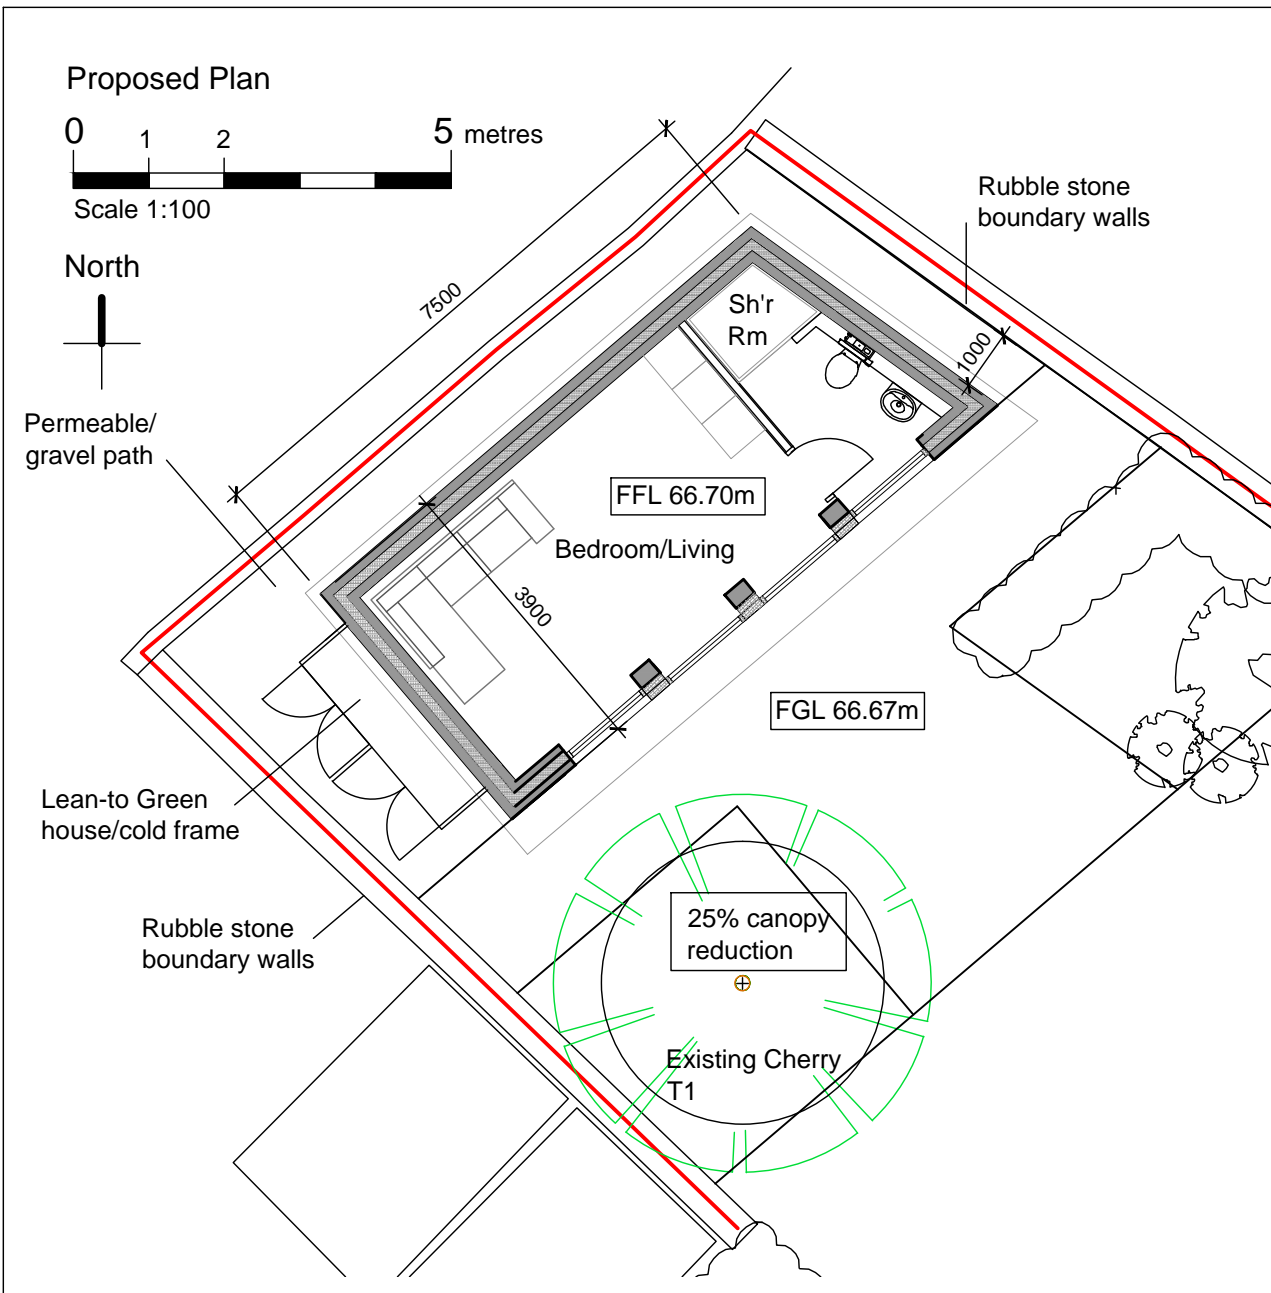 Proposed Plan
0 1 2 5 metres
Scale 1:100
North
Rubble stone
boundary walls
7500
Sh'r
Rm
1000
Permeable/
gravel path
FFL 66.70m
Bedroom/Living
3900
FGL 66.67m
Lean-to Green
house/cold frame
Rubble stone
boundary walls
25% canopy
reduction
Existing Cherry
T1